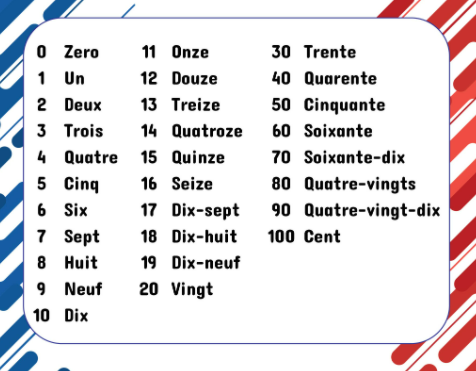 0 Zero
1 Un
2 Deux
3 Trois
4 Quatre
5 Cinq
6 Six
7 Sept
8 Huit
9 Neuf
10 Dix
11 Onze
12 Douze
13 Treize
14 Quatroze
15 Quinze
16 Seize
17 Dix-sept
18 Dix-huit
19 Dix-neuf
20 Vingt
30 Trente
40 Quarente
50 Cinquante
60 Soixante
70 Soixante-dix
80 Quatre-vingts
90 Quatre-vingt-dix
100 Cent